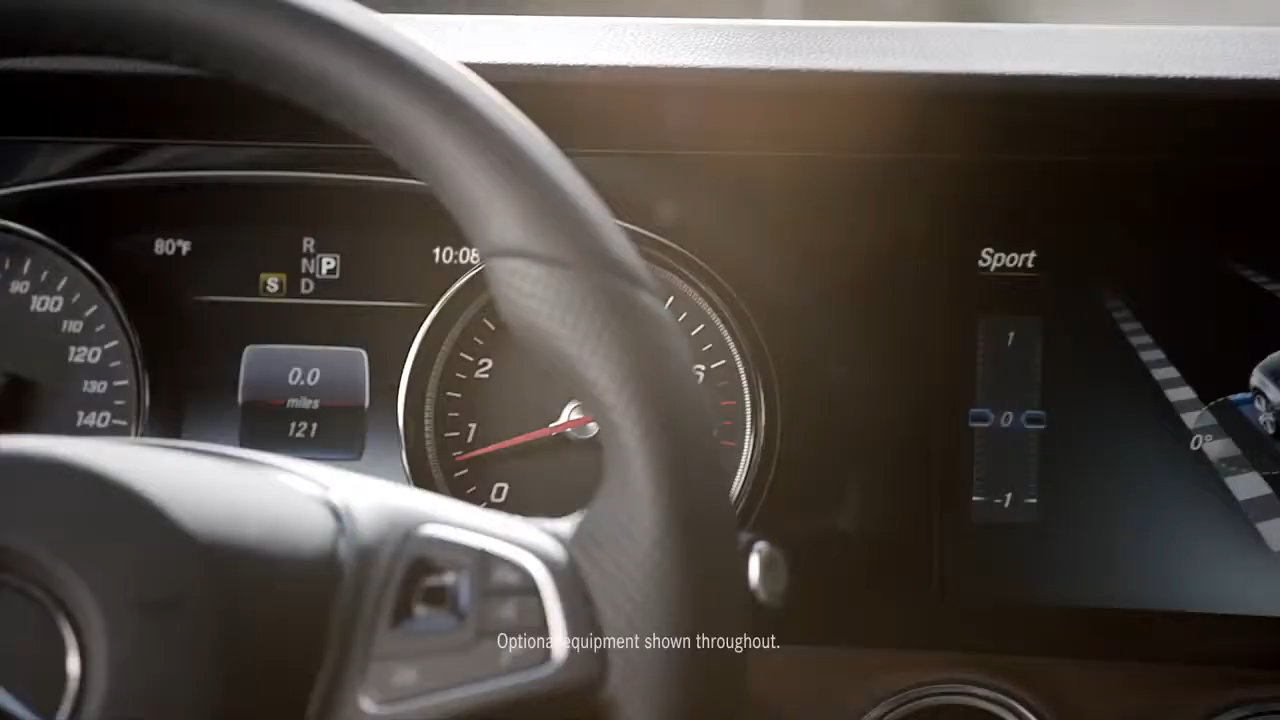 80°F
R
N P
S D
10:08
90
100
110
120
130
140
0.0
miles
121
2
1
0
6
Sport
1
0
-1
0°
Optional equipment shown throughout.